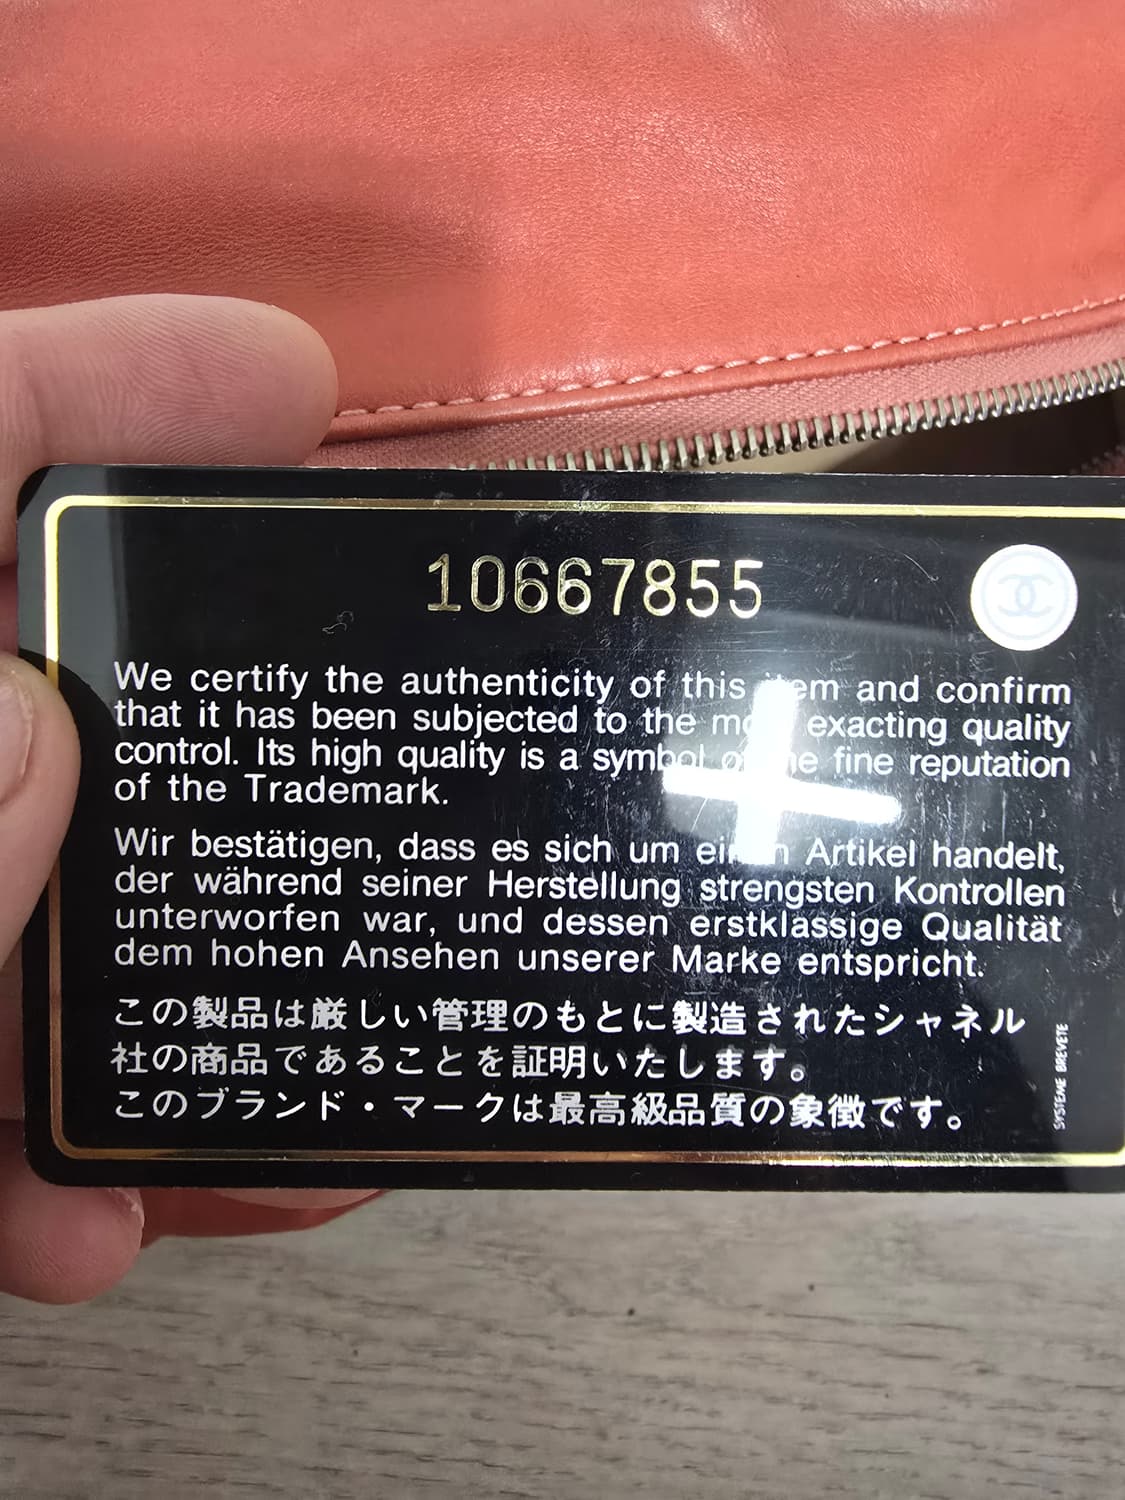 10667855
We certify the authenticity of this item and confirm
that it has been subjected to the most exacting quality
control. Its high quality is a symbol of the fine reputation
of the Trademark.
Wir bestätigen, dass es sich um einen Artikel handelt,
der während seiner Herstellung strengsten Kontrollen
unterworfen war, und dessen erstklassige Qualität
dem hohen Ansehen unserer Marke entspricht.
この製品は厳しい管理のもとに製造されたシャネル
社の商品であることを証明いたします。
このブランド・マークは最高級品質の象徴です。
SYSTEME BREVETE